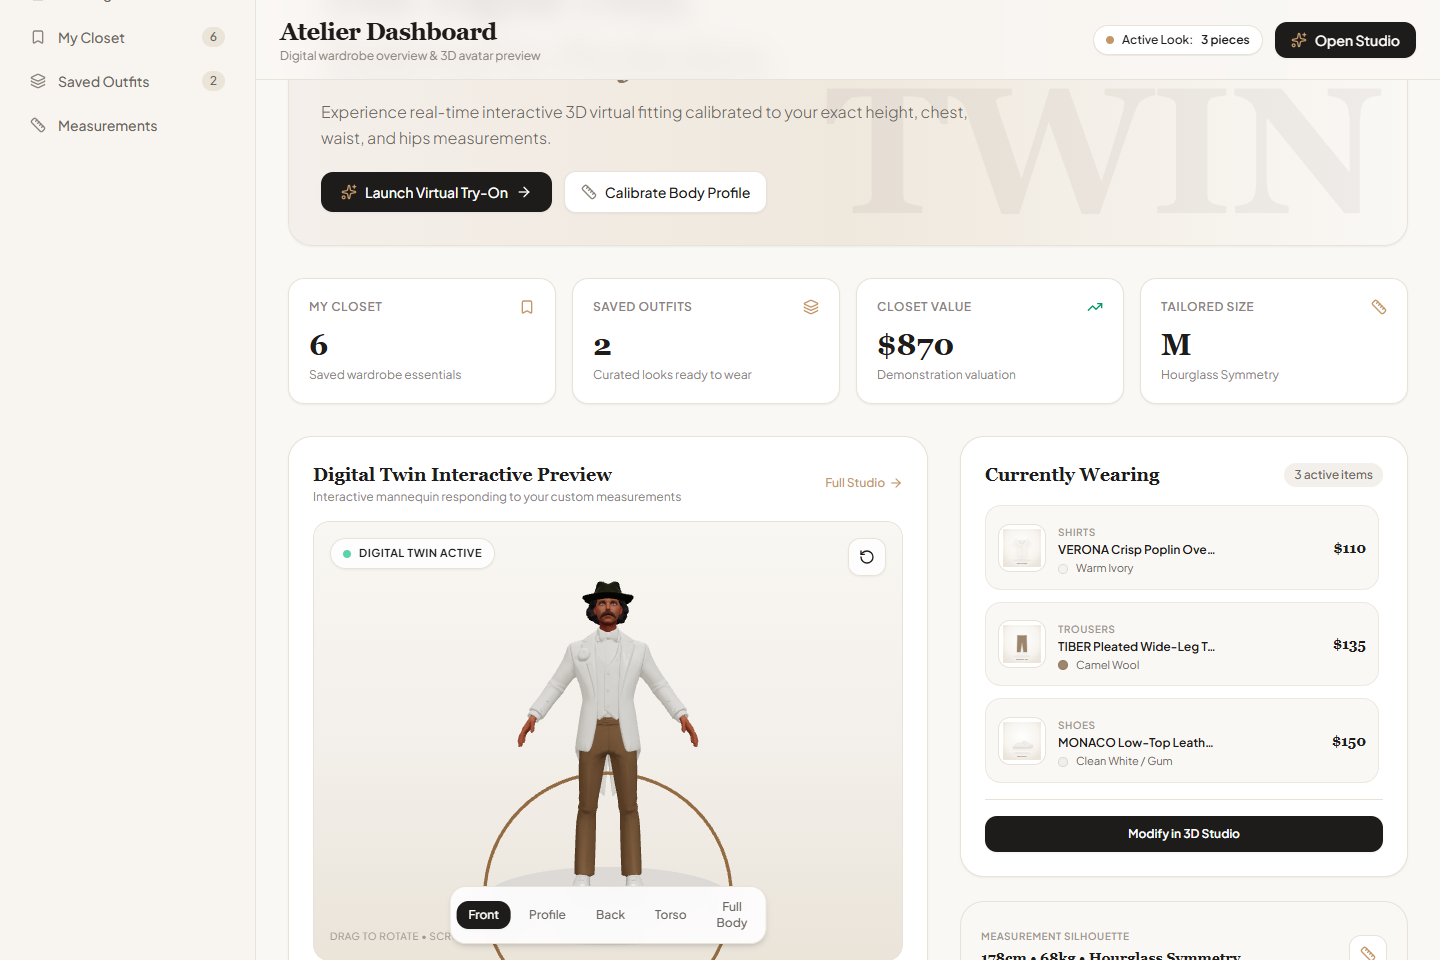 My Closet
6
Saved Outfits
2
Measurements
Atelier Dashboard
Digital wardrobe overview & 3D avatar preview
Active Look: 3 pieces
Open Studio
TWIN
Experience real-time interactive 3D virtual fitting calibrated to your exact height, chest,
waist, and hips measurements.
Launch Virtual Try-On
Calibrate Body Profile
MY CLOSET
6
Saved wardrobe essentials
SAVED OUTFITS
2
Curated looks ready to wear
CLOSET VALUE
$870
Demonstration valuation
TAILORED SIZE
M
Hourglass Symmetry
Digital Twin Interactive Preview
Interactive mannequin responding to your custom measurements
Full Studio
DIGITAL TWIN ACTIVE
Front
Profile
Back
Torso
Full
Body
DRAG TO ROTATE • SCR
Currently Wearing
3 active items
SHIRTS
VERONA Crisp Poplin Ove...
Warm Ivory
$110
TROUSERS
TIBER Pleated Wide-Leg T...
Camel Wool
$135
SHOES
MONACO Low-Top Leath...
Clean White / Gum
$150
Modify in 3D Studio
MEASUREMENT SILHOUETTE
178cm • 68kg • Hourglass Symmetry